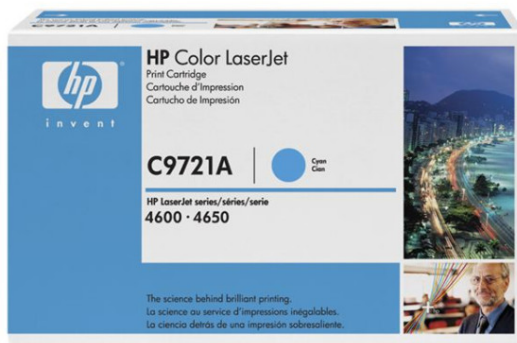 C9721A
hp
invent
HP Color LaserJet
Print Cartridge
Cartouche d'Impression
Cartucho de Impresión
C9721A
Cyan
Cian
HP LaserJet series/séries/serie
4600 · 4650
The science behind brilliant printing.
La science au service d'impressions inégalables.
La ciencia detrás de una impresión sobresaliente.